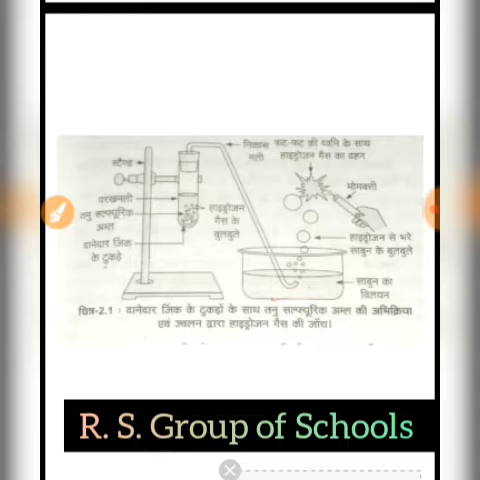 निकास
नली
फट-फट की ध्वनि के साथ
हाइड्रोजन गैस का दहन
स्टैण्ड
मोमबत्ती
परखनली
तनु सल्फ्यूरिक
अम्ल
हाइड्रोजन
गैस के
बुलबुले
दानेदार जिंक
के टुकड़े
हाइड्रोजन से भरे
साबुन के बुलबुले
साबुन का
विलयन
चित्र-2.1 : दानेदार जिंक के टुकड़ों के साथ तनु सल्फ्यूरिक अम्ल की अभिक्रिया
एवं ज्वलन द्वारा हाइड्रोजन गैस की जाँच।
R. S. Group of Schools